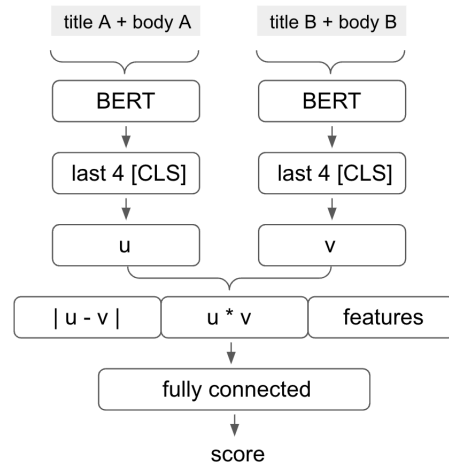 title A + body A
title B + body B
BERT
BERT
last 4 [CLS]
last 4 [CLS]
u
v
| u - v |
u * v
features
fully connected
score